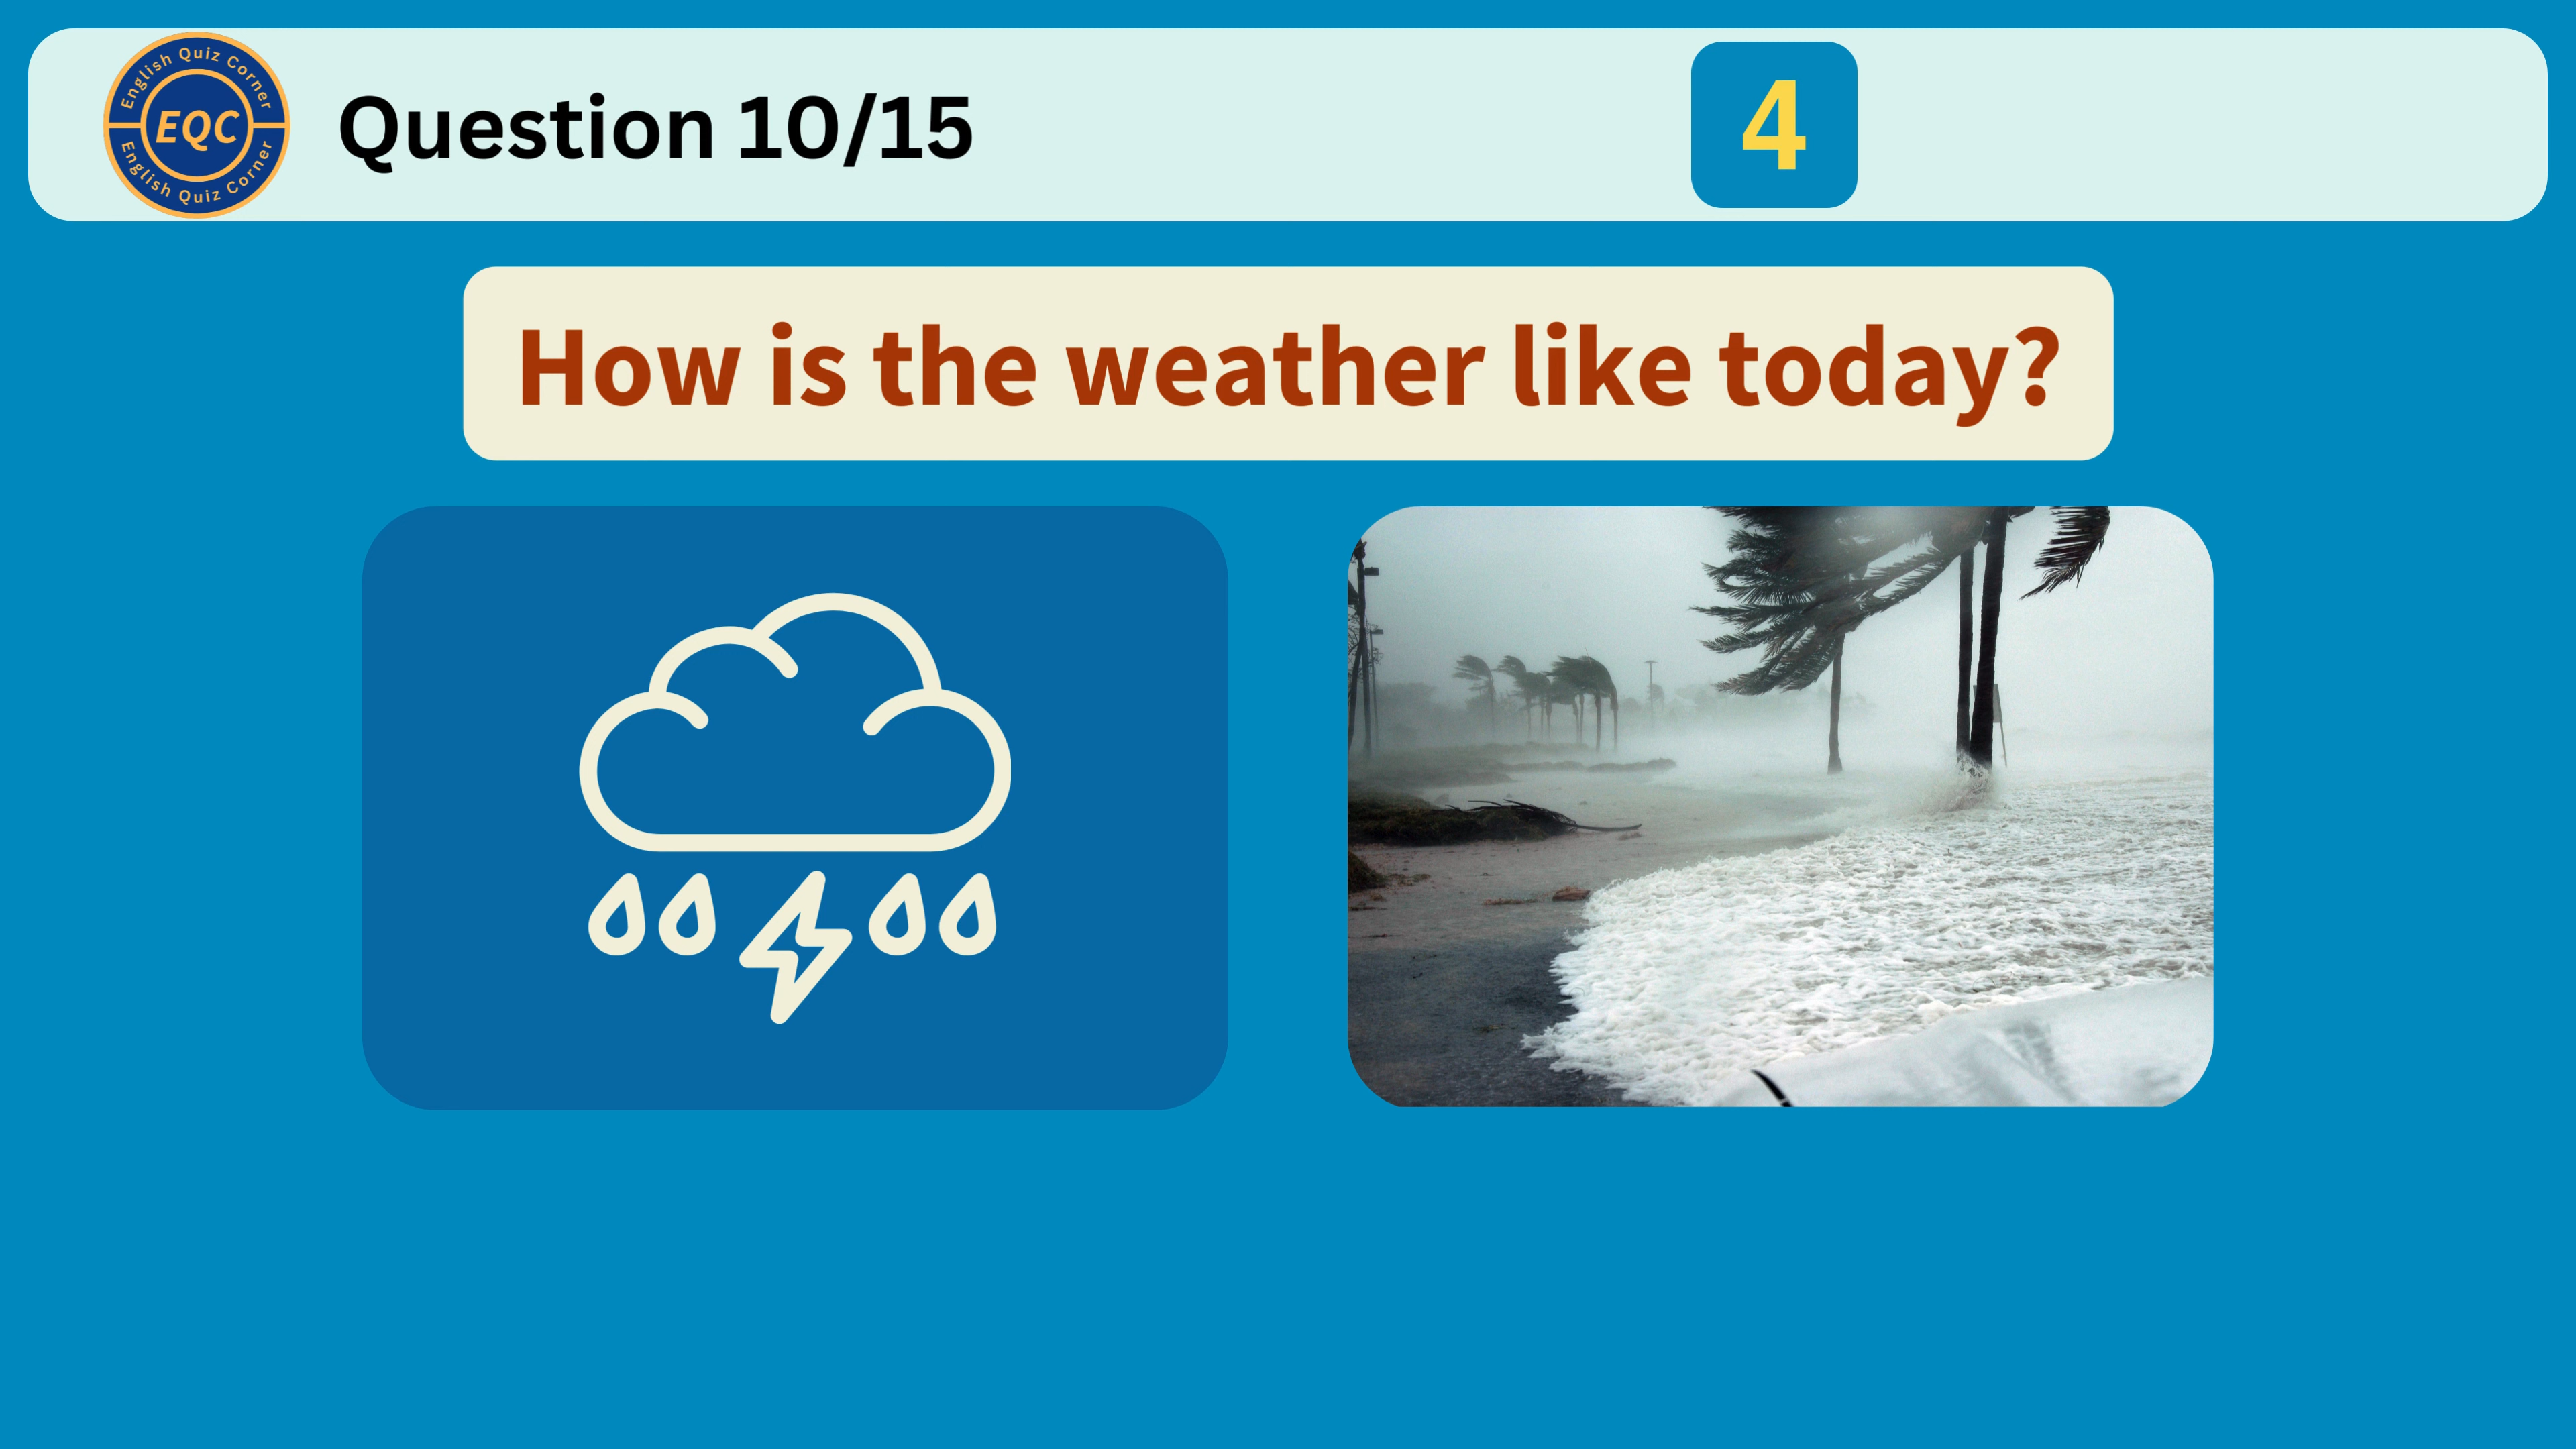 English Quiz Corner
EQC
English Quiz Corner
Question 10/15
4
How is the weather like today?